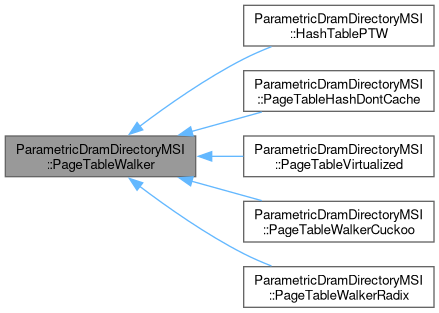 ParametricDramDirectoryMSI
::PageTableWalker
ParametricDramDirectoryMSI
::HashTablePTW
ParametricDramDirectoryMSI
::PageTableHashDontCache
ParametricDramDirectoryMSI
::PageTableVirtualized
ParametricDramDirectoryMSI
::PageTableWalkerCuckoo
ParametricDramDirectoryMSI
::PageTableWalkerRadix